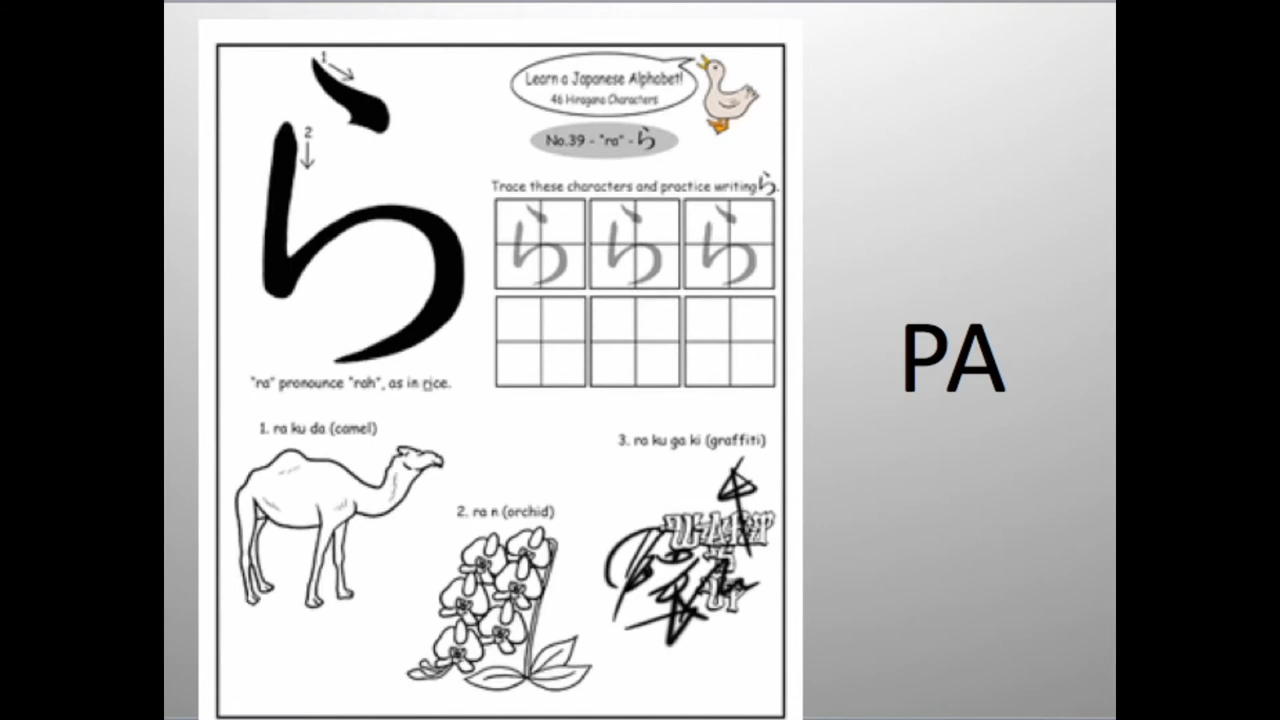 1
ら
2
Learn a Japanese Alphabet!
46 Hiragana Characters
No.39 - "ra" - ら
Trace these characters and practice writing ら.
ら ら ら
"ra" pronounce "rah", as in rice.
PA
1. ra ku da (camel)
2. ra n (orchid)
3. ra ku ga ki (graffiti)